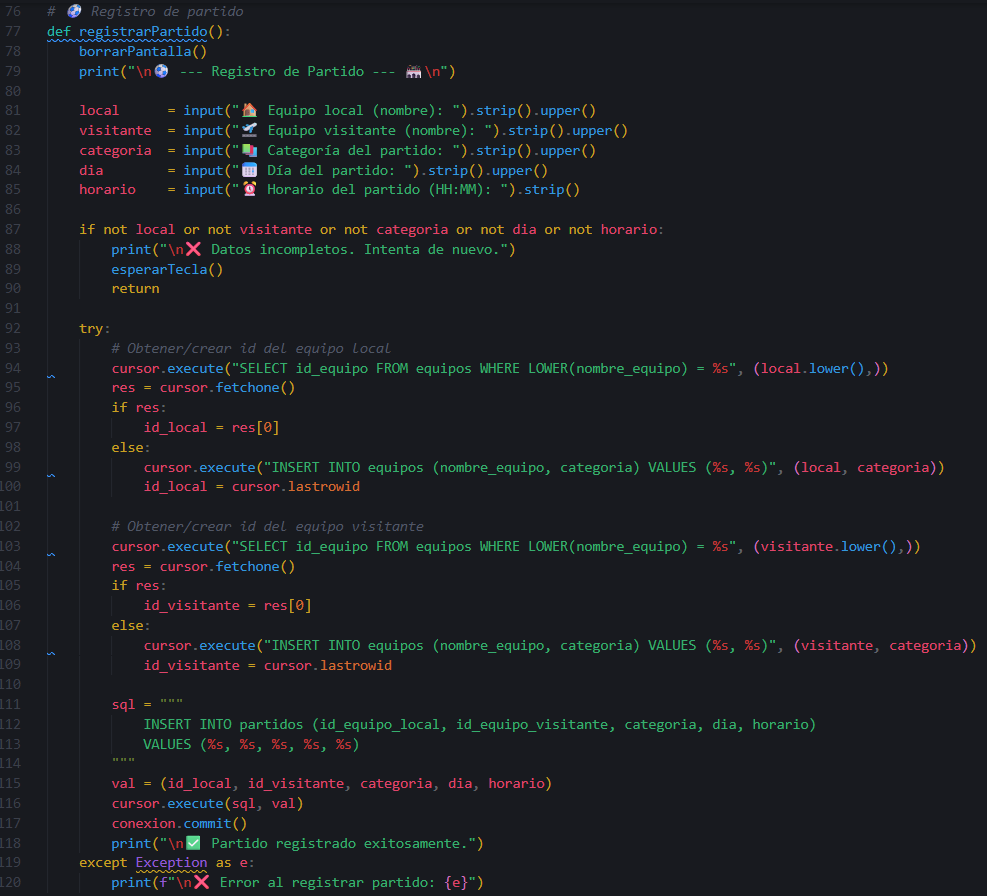 76 # 🌍 Registro de partido
77 def registrarPartido():
78     borrarPantalla()
79     print("\n🌍 --- Registro de Partido --- 🏟\n")
80
81     local      = input("🏠 Equipo local (nombre): ").strip().upper()
82     visitante  = input("🛫 Equipo visitante (nombre): ").strip().upper()
83     categoria  = input("📚 Categoría del partido: ").strip().upper()
84     dia        = input("📅 Día del partido: ").strip().upper()
85     horario    = input("⏰ Horario del partido (HH:MM): ").strip()
86
87     if not local or not visitante or not categoria or not dia or not horario:
88         print("\n❌ Datos incompletos. Intenta de nuevo.")
89         esperarTecla()
90         return
91
92     try:
93         # Obtener/crear id del equipo local
94         cursor.execute("SELECT id_equipo FROM equipos WHERE LOWER(nombre_equipo) = %s", (local.lower(),))
95         res = cursor.fetchone()
96         if res:
97             id_local = res[0]
98         else:
99             cursor.execute("INSERT INTO equipos (nombre_equipo, categoria) VALUES (%s, %s)", (local, categoria))
100             id_local = cursor.lastrowid
101
102         # Obtener/crear id del equipo visitante
103         cursor.execute("SELECT id_equipo FROM equipos WHERE LOWER(nombre_equipo) = %s", (visitante.lower(),))
104         res = cursor.fetchone()
105         if res:
106             id_visitante = res[0]
107         else:
108             cursor.execute("INSERT INTO equipos (nombre_equipo, categoria) VALUES (%s, %s)", (visitante, categoria))
109             id_visitante = cursor.lastrowid
110
111         sql = """
112             INSERT INTO partidos (id_equipo_local, id_equipo_visitante, categoria, dia, horario)
113             VALUES (%s, %s, %s, %s, %s)
114         """
115         val = (id_local, id_visitante, categoria, dia, horario)
116         cursor.execute(sql, val)
117         conexion.commit()
118         print("\n✅ Partido registrado exitosamente.")
119     except Exception as e:
120         print(f"\n❌ Error al registrar partido: {e}")